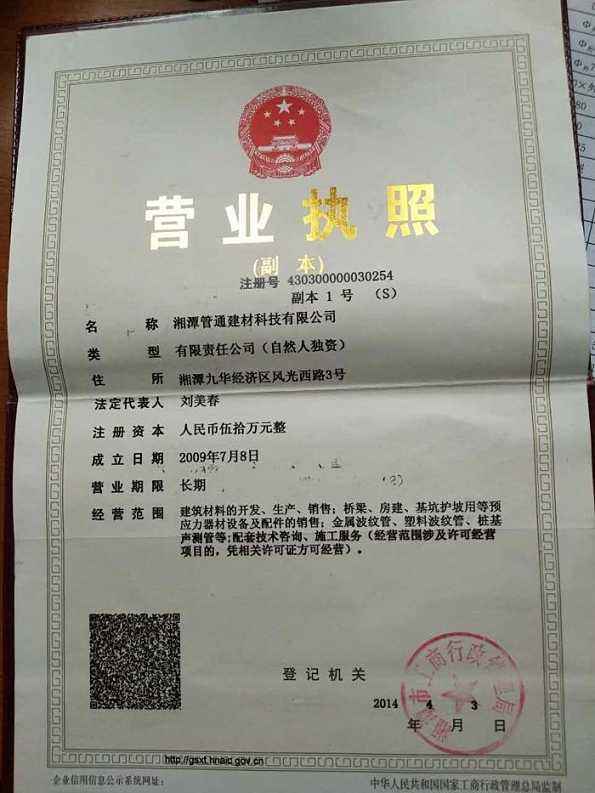 营业执照
(副 本)
注册号 430300000030254
副本 1 号 (S)
名 称 湘潭管通建材科技有限公司
类 型 有限责任公司（自然人独资）
住 所 湘潭九华经济区风光西路3号
法定代表人 刘美春
注册资本 人民币伍拾万元整
成立日期 2009年7月8日
营业期限 长期
经营范围 建筑材料的开发、生产、销售；桥梁、房建、基坑护坡用等预
应力器材设备及配件的销售；金属波纹管、塑料波纹管、桩基
声测管等;配套技术咨询、施工服务（经营范围涉及许可经营
项目的，凭相关许可证方可经营）。
登记机关
2014 4 3
年 月 日
http://gsxt.hnaic.gov.cn
企业信用信息公示系统网址：
中华人民共和国国家工商行政管理总局监制